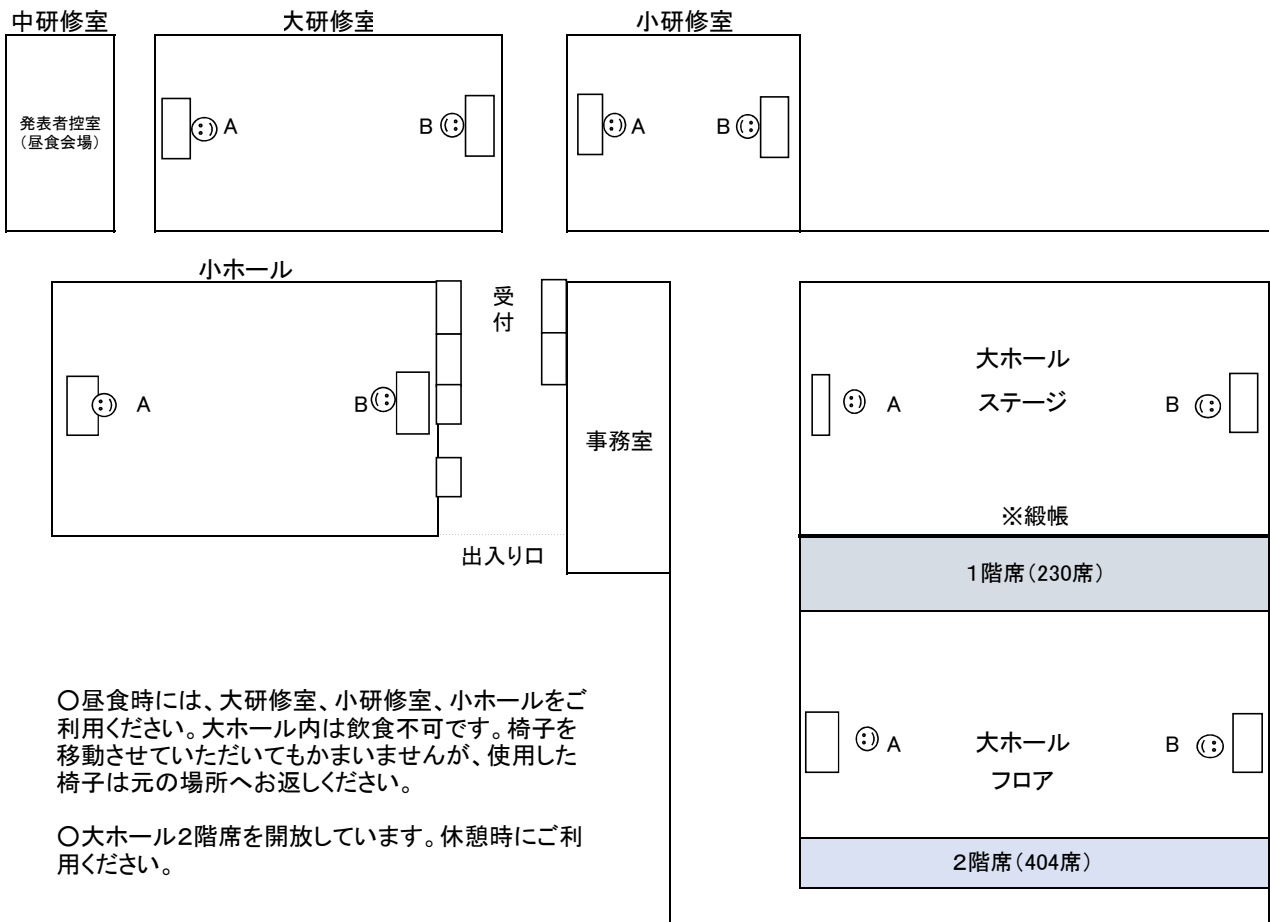 中研修室
大研修室
小研修室
発表者控室
（昼食会場）
A
B
A
B
小ホール
受
付
A
B
事務室
出入り口
大ホール
ステージ
A
B
※緞帳
1階席（230席）
A
大ホール
フロア
B
2階席（404席）
〇昼食時には、大研修室、小研修室、小ホールをご
利用ください。大ホール内は飲食不可です。椅子を
移動させていただいてもかまいませんが、使用した
椅子は元の場所へお返しください。
〇大ホール2階席を開放しています。休憩時にご利
用ください。